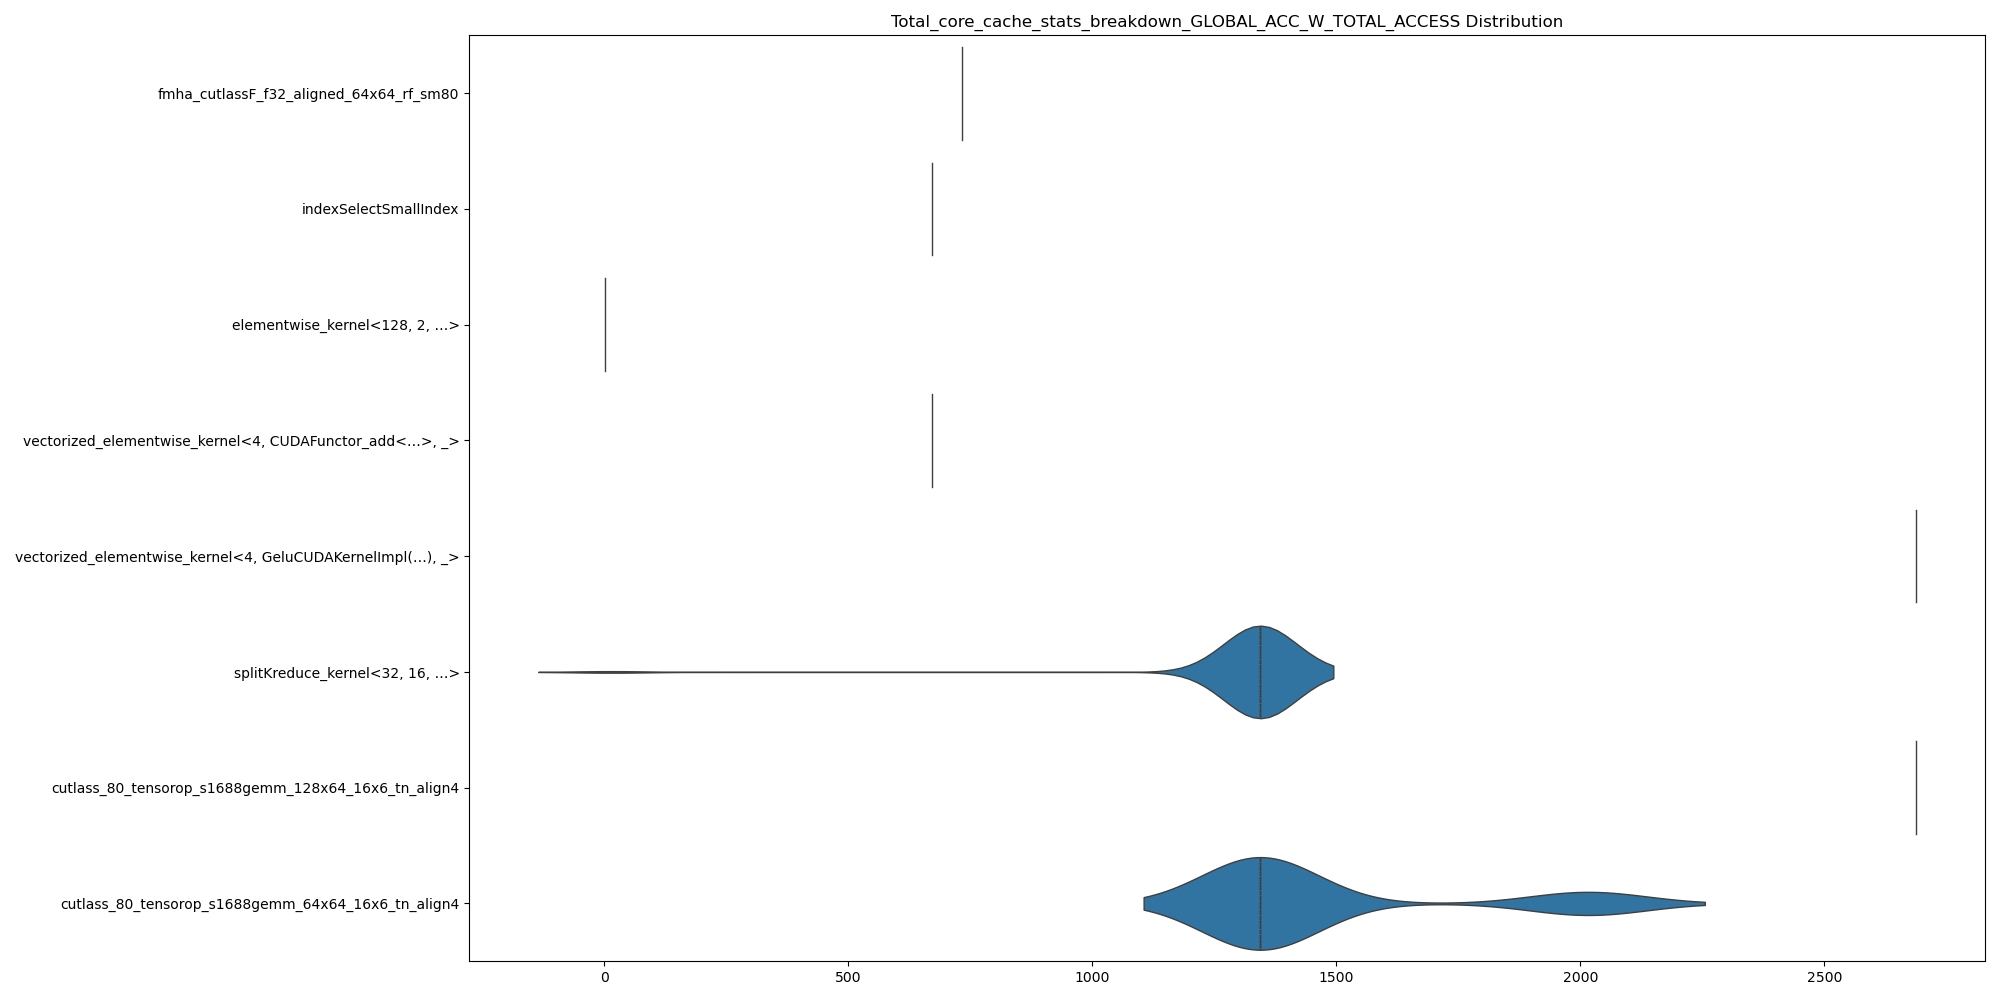 Total_core_cache_stats_breakdown_GLOBAL_ACC_W_TOTAL_ACCESS Distribution
fmha_cutlassF_f32_aligned_64x64_rf_sm80
indexSelectSmallIndex
elementwise_kernel<128, 2, ...>
vectorized_elementwise_kernel<4, CUDAFunctor_add<...>, _>
vectorized_elementwise_kernel<4, GeluCUDAKernelImpl(...), _>
splitKreduce_kernel<32, 16, ...>
cutlass_80_tensorop_s1688gemm_128x64_16x6_tn_align4
cutlass_80_tensorop_s1688gemm_64x64_16x6_tn_align4
0 500 1000 1500 2000 2500